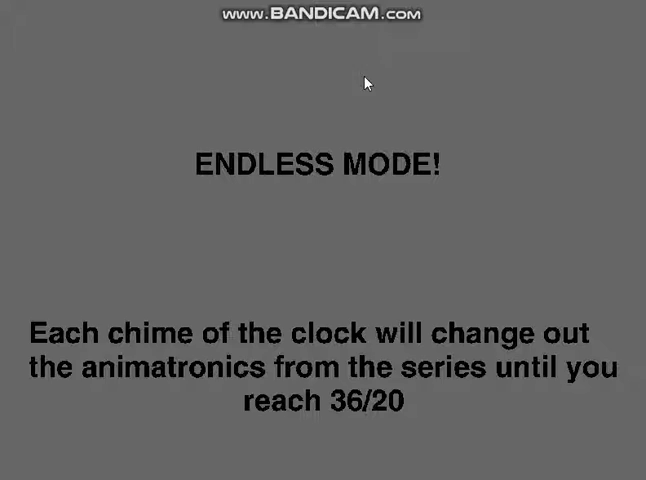 www.BANDICAM.com
ENDLESS MODE!
Each chime of the clock will change out
the animatronics from the series until you
reach 36/20